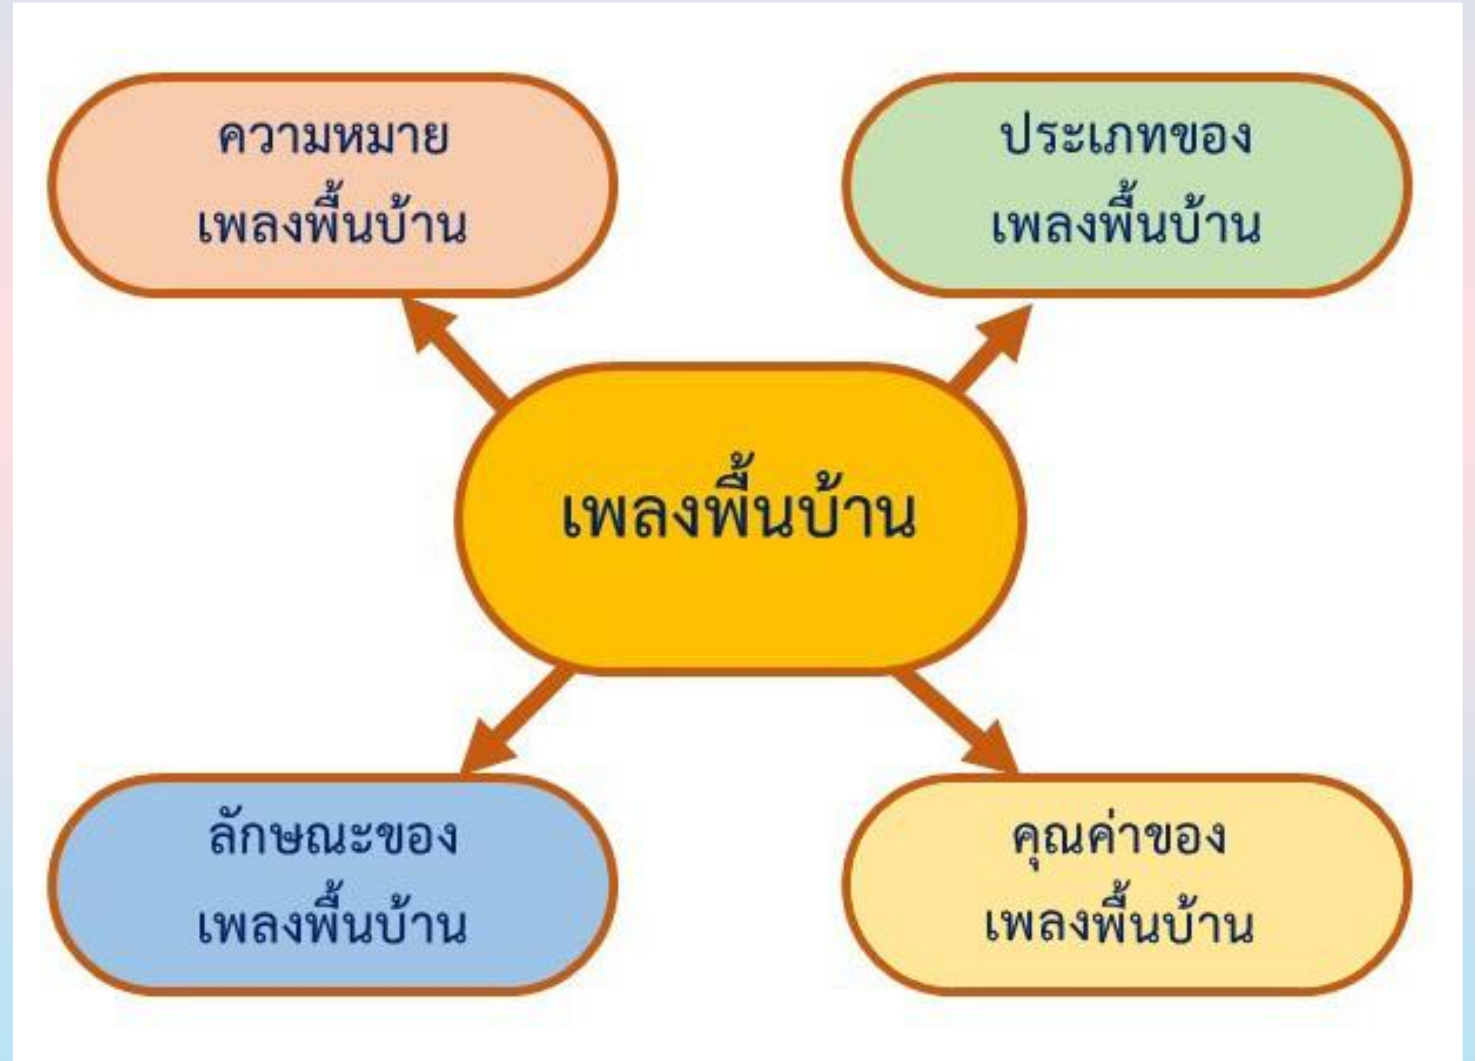 ความหมาย
เพลงพื้นบ้าน
ประเภทของ
เพลงพื้นบ้าน
เพลงพื้นบ้าน
ลักษณะของ
เพลงพื้นบ้าน
คุณค่าของ
เพลงพื้นบ้าน